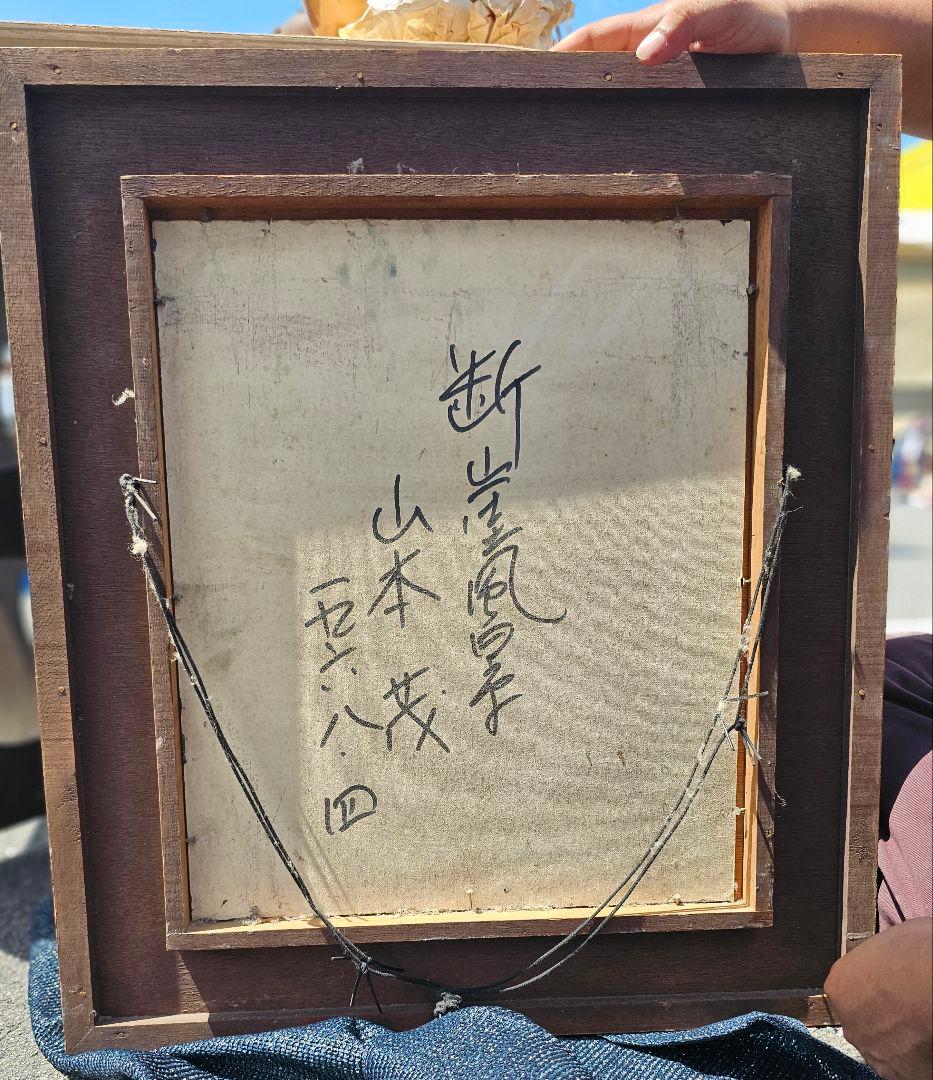 断崖風景
山本 茂
一九六八.四